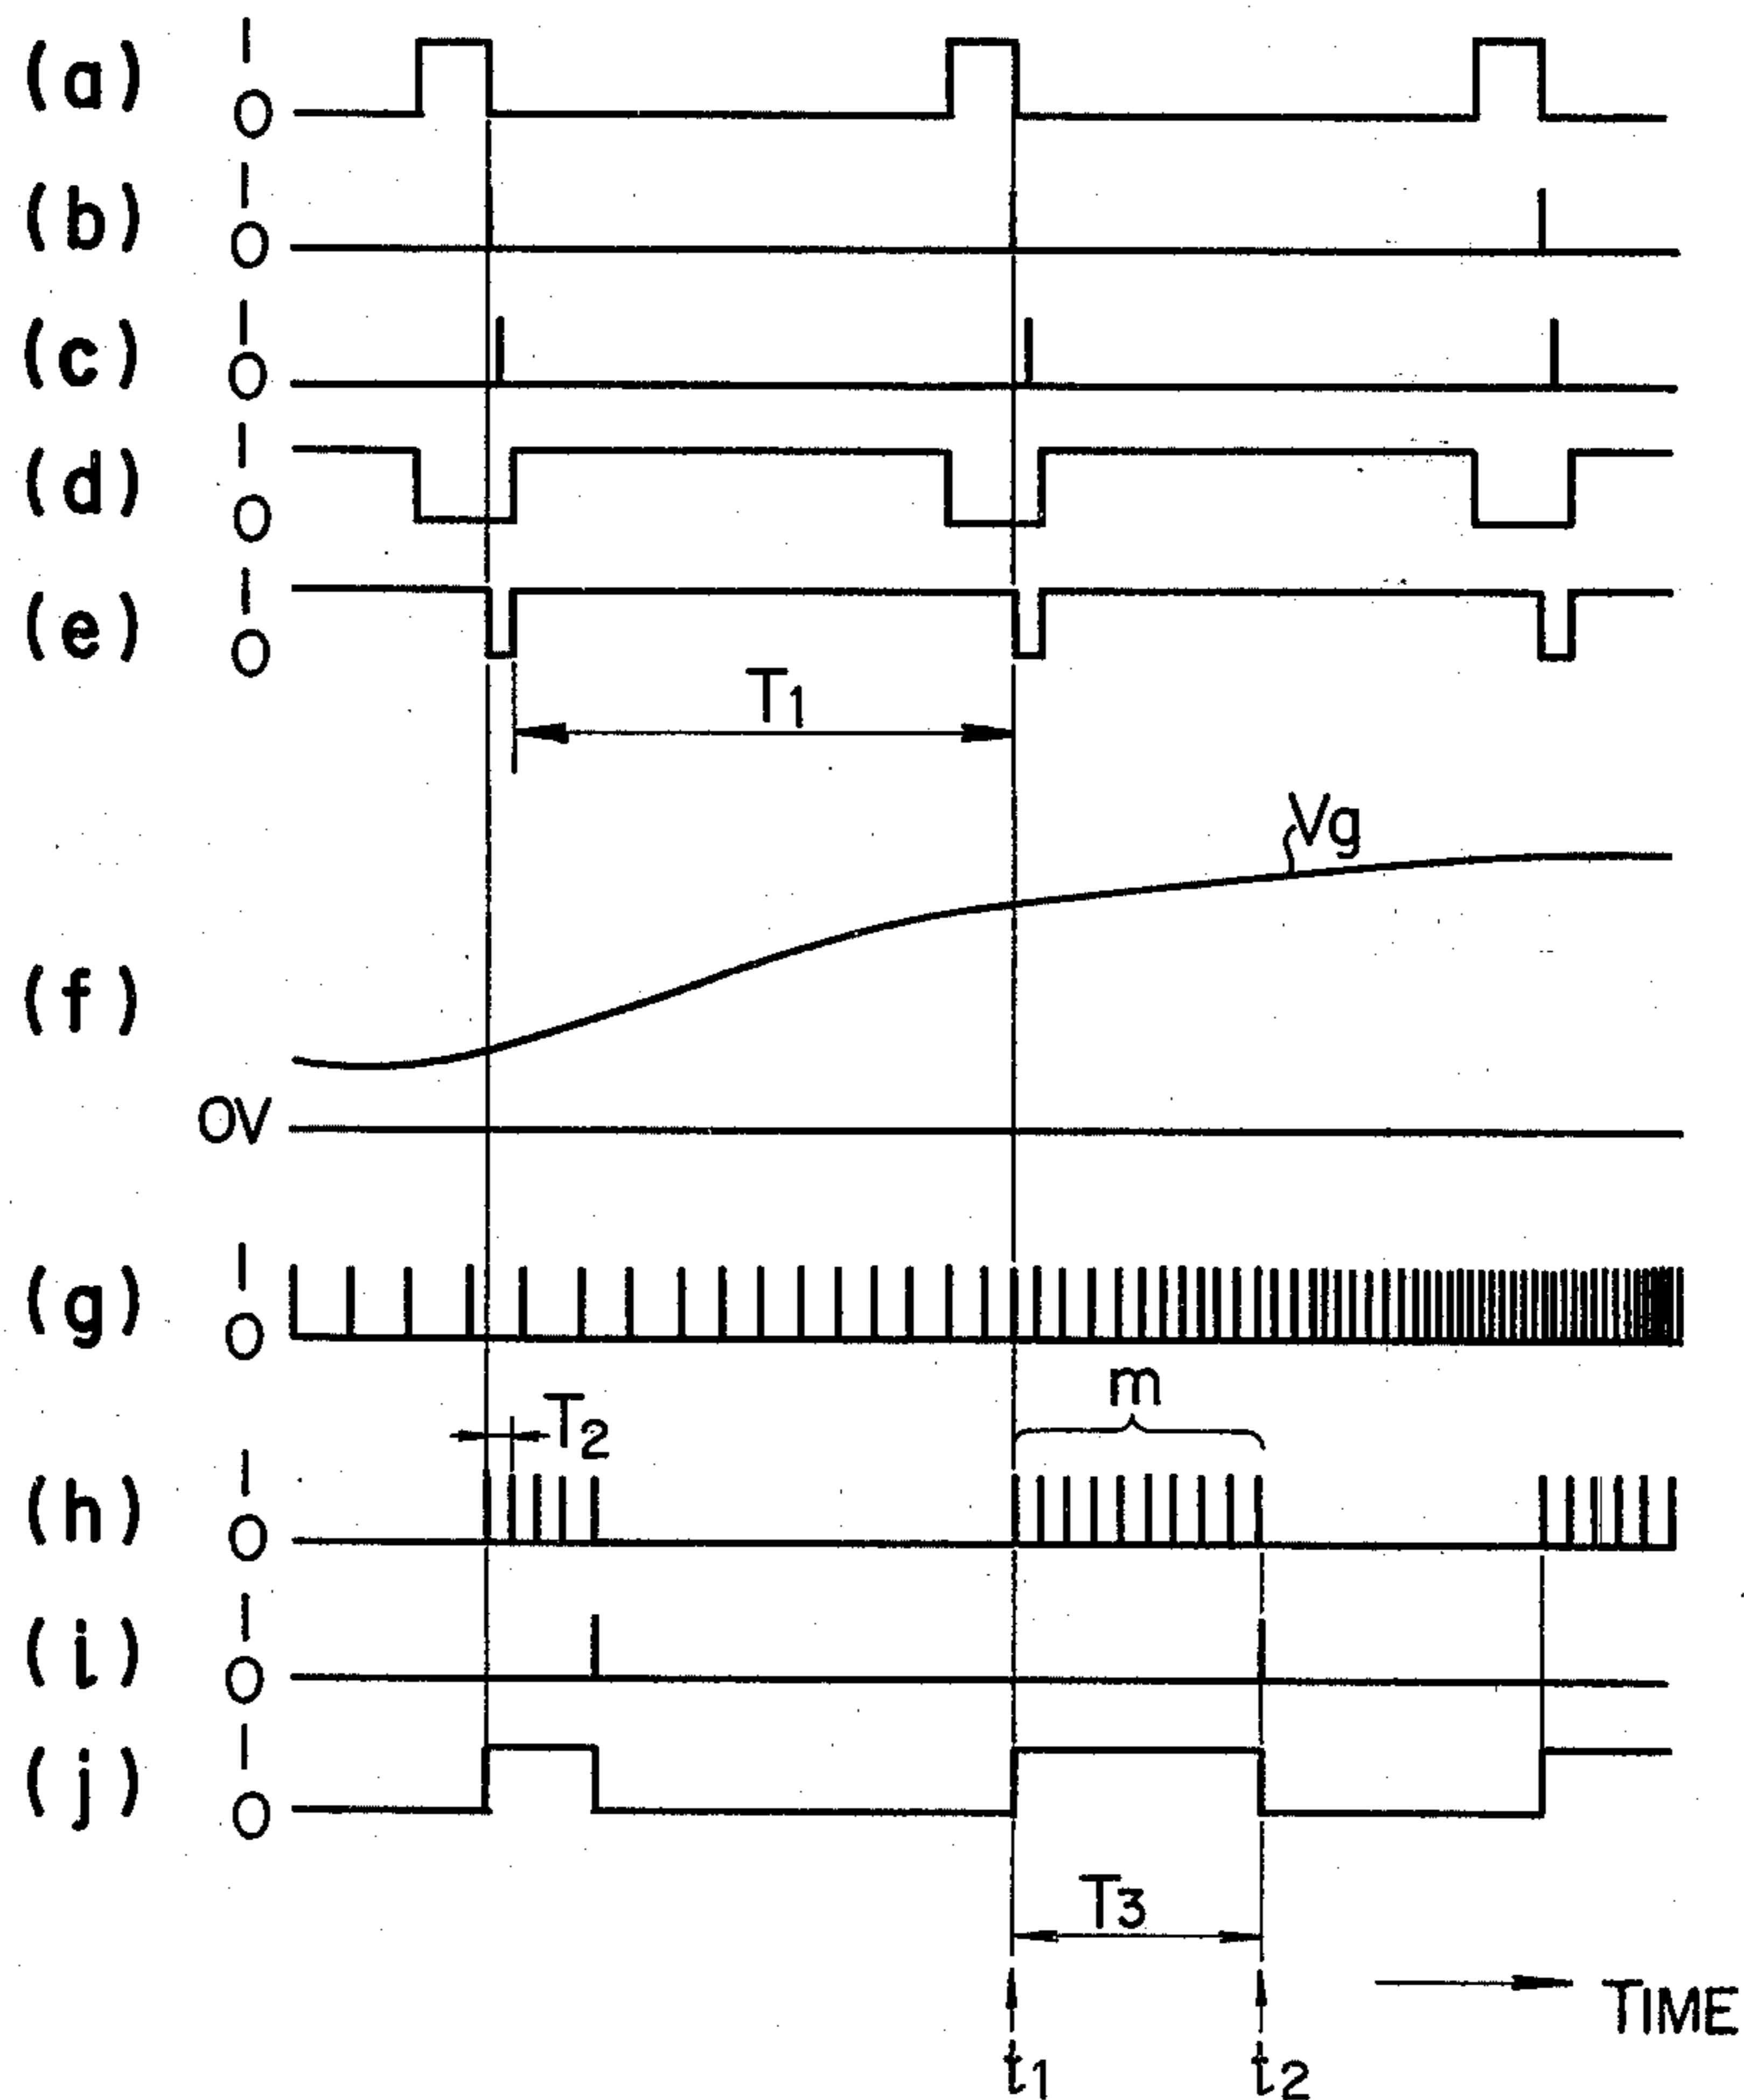 (a) 1
0
(b) 1
0
(c) 1
0
(d) 1
0
(e) 1
0
T1
Vg
(f)
0V
(g) 1
0
m
T2
(h) 1
0
(i) 1
0
(j) 1
0
T3
TIME
t1 t2